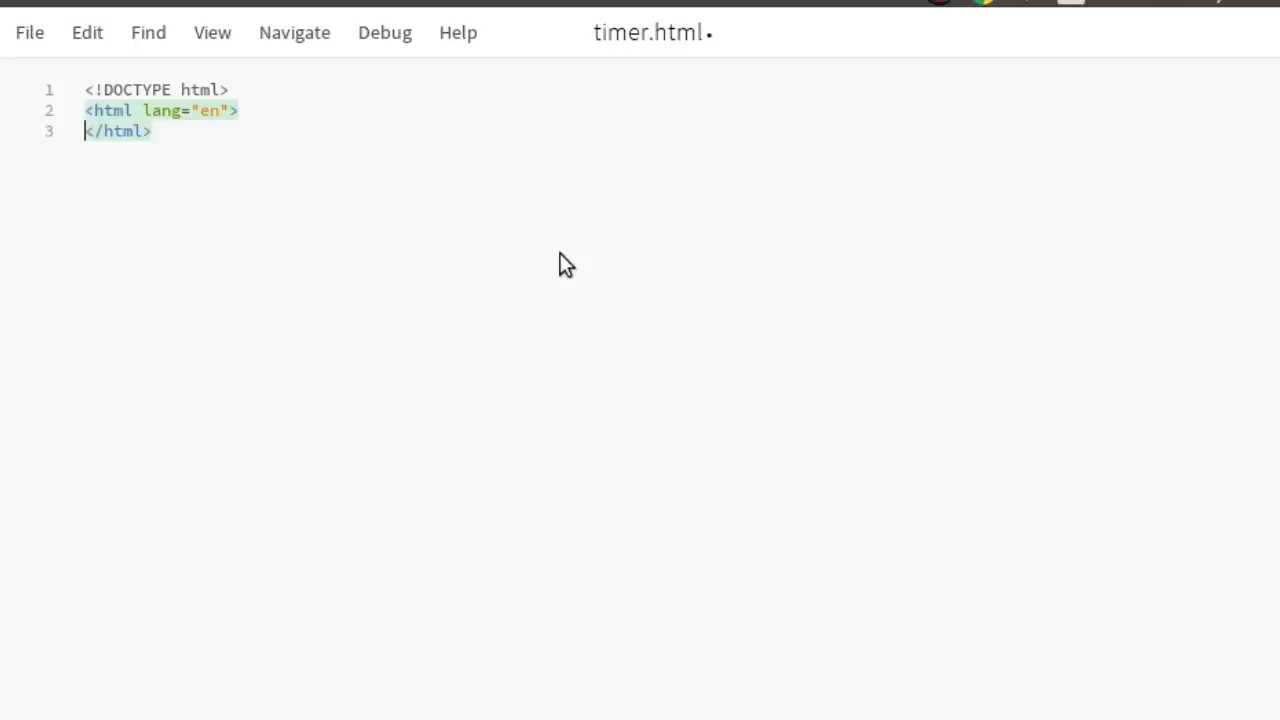 File Edit Find View Navigate Debug Help timer.html•
1 <!DOCTYPE html>
2 <html lang="en">
3 </html>